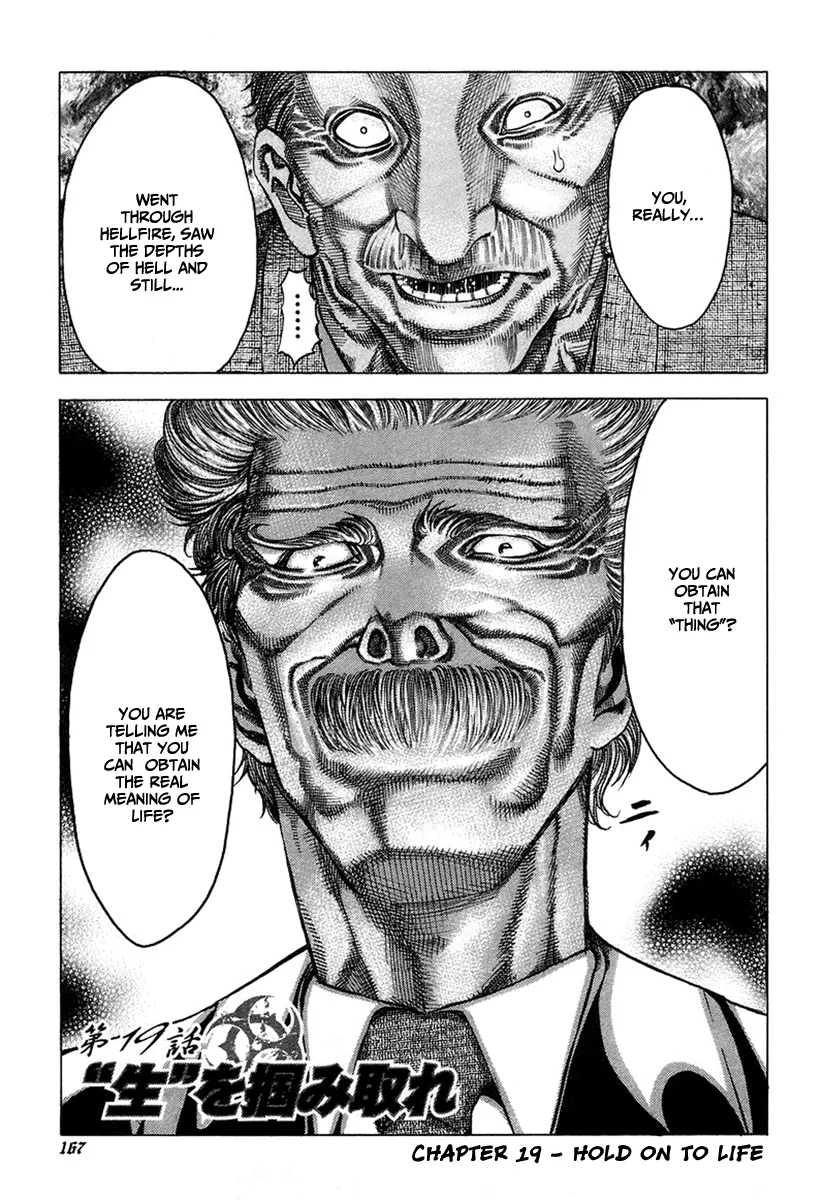 YOU,
REALLY...
WENT
THROUGH
HELLFIRE, SAW
THE DEPTHS
OF HELL AND
STILL...
......
YOU CAN
OBTAIN
THAT
"THING"?
YOU ARE
TELLING ME
THAT YOU
CAN OBTAIN
THE REAL
MEANING OF
LIFE?
ニィ
第19話
“生”を掴み取れ
167
CHAPTER 19 - HOLD ON TO LIFE